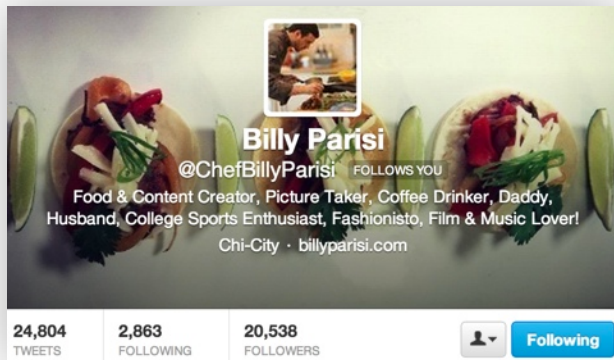 Billy Parisi
@ChefBillyParisi FOLLOWS YOU
Food & Content Creator, Picture Taker, Coffee Drinker, Daddy,
Husband, College Sports Enthusiast, Fashionisto, Film & Music Lover!
Chi-City · billyparisi.com
24,804 2,863 20,538
TWEETS FOLLOWING FOLLOWERS
Following